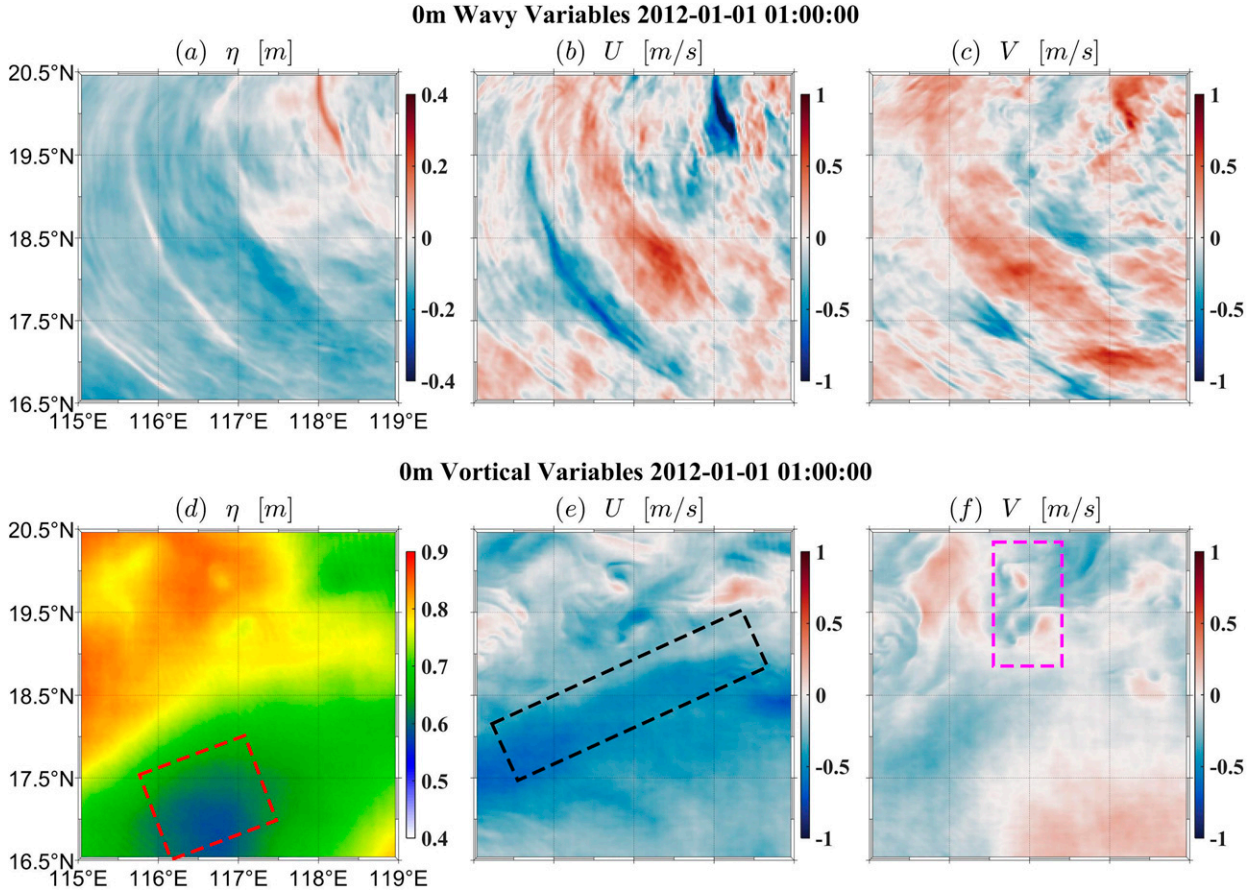 0m Wavy Variables 2012-01-01 01:00:00
(a) η [m]
(b) U [m/s]
(c) V [m/s]
20.5°N
19.5°N
18.5°N
17.5°N
16.5°N
115°E 116°E 117°E 118°E 119°E
0.4
0.2
0
-0.2
-0.4
1
0.5
0
-0.5
-1
1
0.5
0
-0.5
-1
0m Vortical Variables 2012-01-01 01:00:00
(d) η [m]
(e) U [m/s]
(f) V [m/s]
20.5°N
19.5°N
18.5°N
17.5°N
16.5°N
115°E 116°E 117°E 118°E 119°E
0.9
0.8
0.7
0.6
0.5
0.4
1
0.5
0
-0.5
-1
1
0.5
0
-0.5
-1